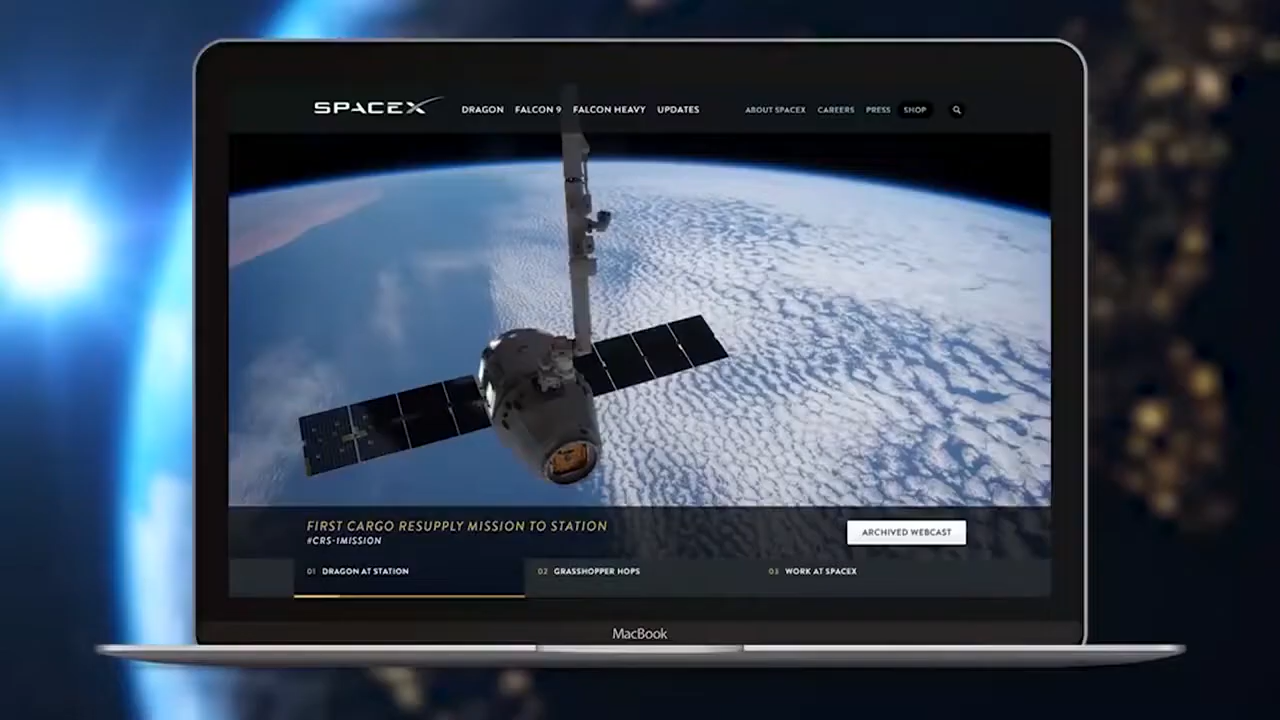 SPACEX DRAGON FALCON 9 FALCON HEAVY UPDATES ABOUT SPACEX CAREERS PRESS SHOP
FIRST CARGO RESUPPLY MISSION TO STATION
#CRS-1MISSION
ARCHIVED WEBCAST
01 DRAGON AT STATION 02 GRASSHOPPER HOPS 03 WORK AT SPACEX
MacBook